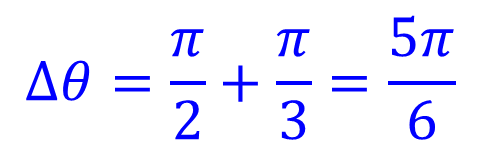 Δθ = π/2 + π/3 = 5π/6